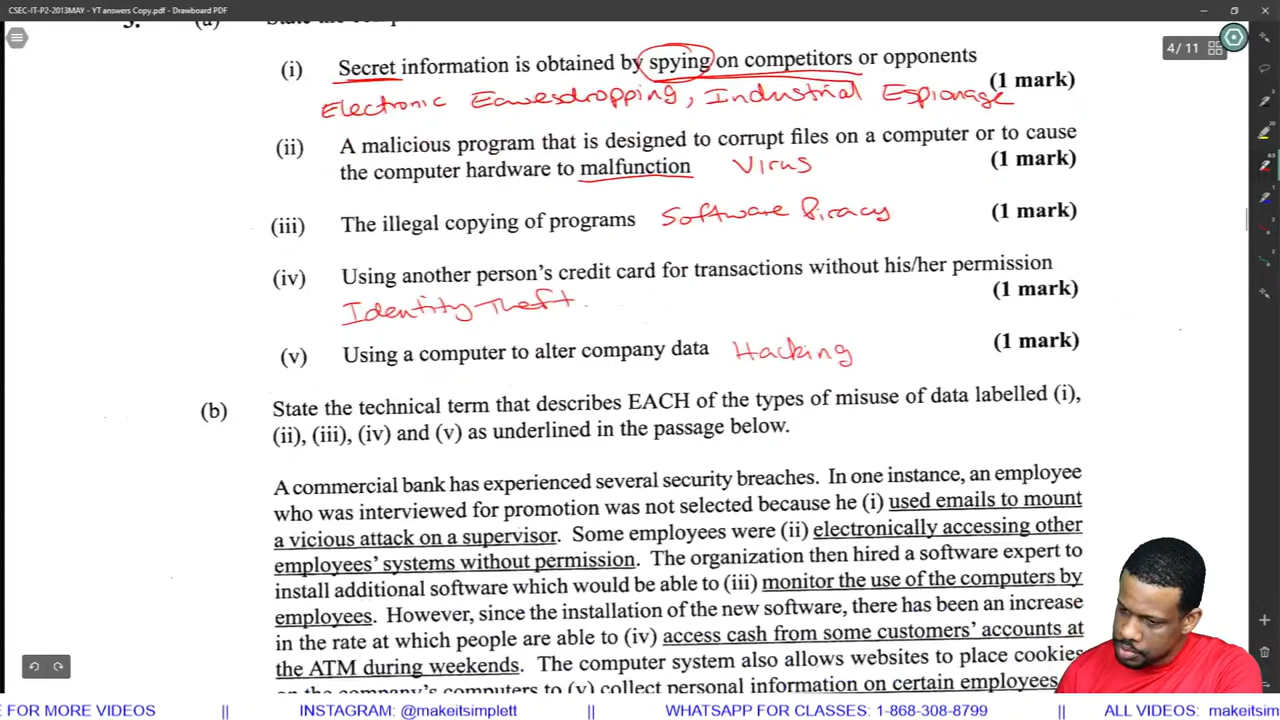 CSEC-IT-P2-2013MAY - YT answers Copy.pdf - Drawboard PDF
4/11
(i) Secret information is obtained by spying on competitors or opponents
(1 mark)
Electronic Eavesdropping, Industrial Espionage
(ii) A malicious program that is designed to corrupt files on a computer or to cause
the computer hardware to malfunction Virus (1 mark)
(iii) The illegal copying of programs Software Piracy (1 mark)
(iv) Using another person's credit card for transactions without his/her permission
(1 mark)
Identity Theft.
(v) Using a computer to alter company data Hacking (1 mark)
(b) State the technical term that describes EACH of the types of misuse of data labelled (i),
(ii), (iii), (iv) and (v) as underlined in the passage below.
A commercial bank has experienced several security breaches. In one instance, an employee
who was interviewed for promotion was not selected because he (i) used emails to mount
a vicious attack on a supervisor. Some employees were (ii) electronically accessing other
employees' systems without permission. The organization then hired a software expert to
install additional software which would be able to (iii) monitor the use of the computers by
employees. However, since the installation of the new software, there has been an increase
in the rate at which people are able to (iv) access cash from some customers' accounts at
the ATM during weekends. The computer system also allows websites to place cookies
on the company's computers to (v) collect personal information on certain employees
E FOR MORE VIDEOS || INSTAGRAM: @makeitsimplett || WHATSAPP FOR CLASSES: 1-868-308-8799 || ALL VIDEOS: makeitsim